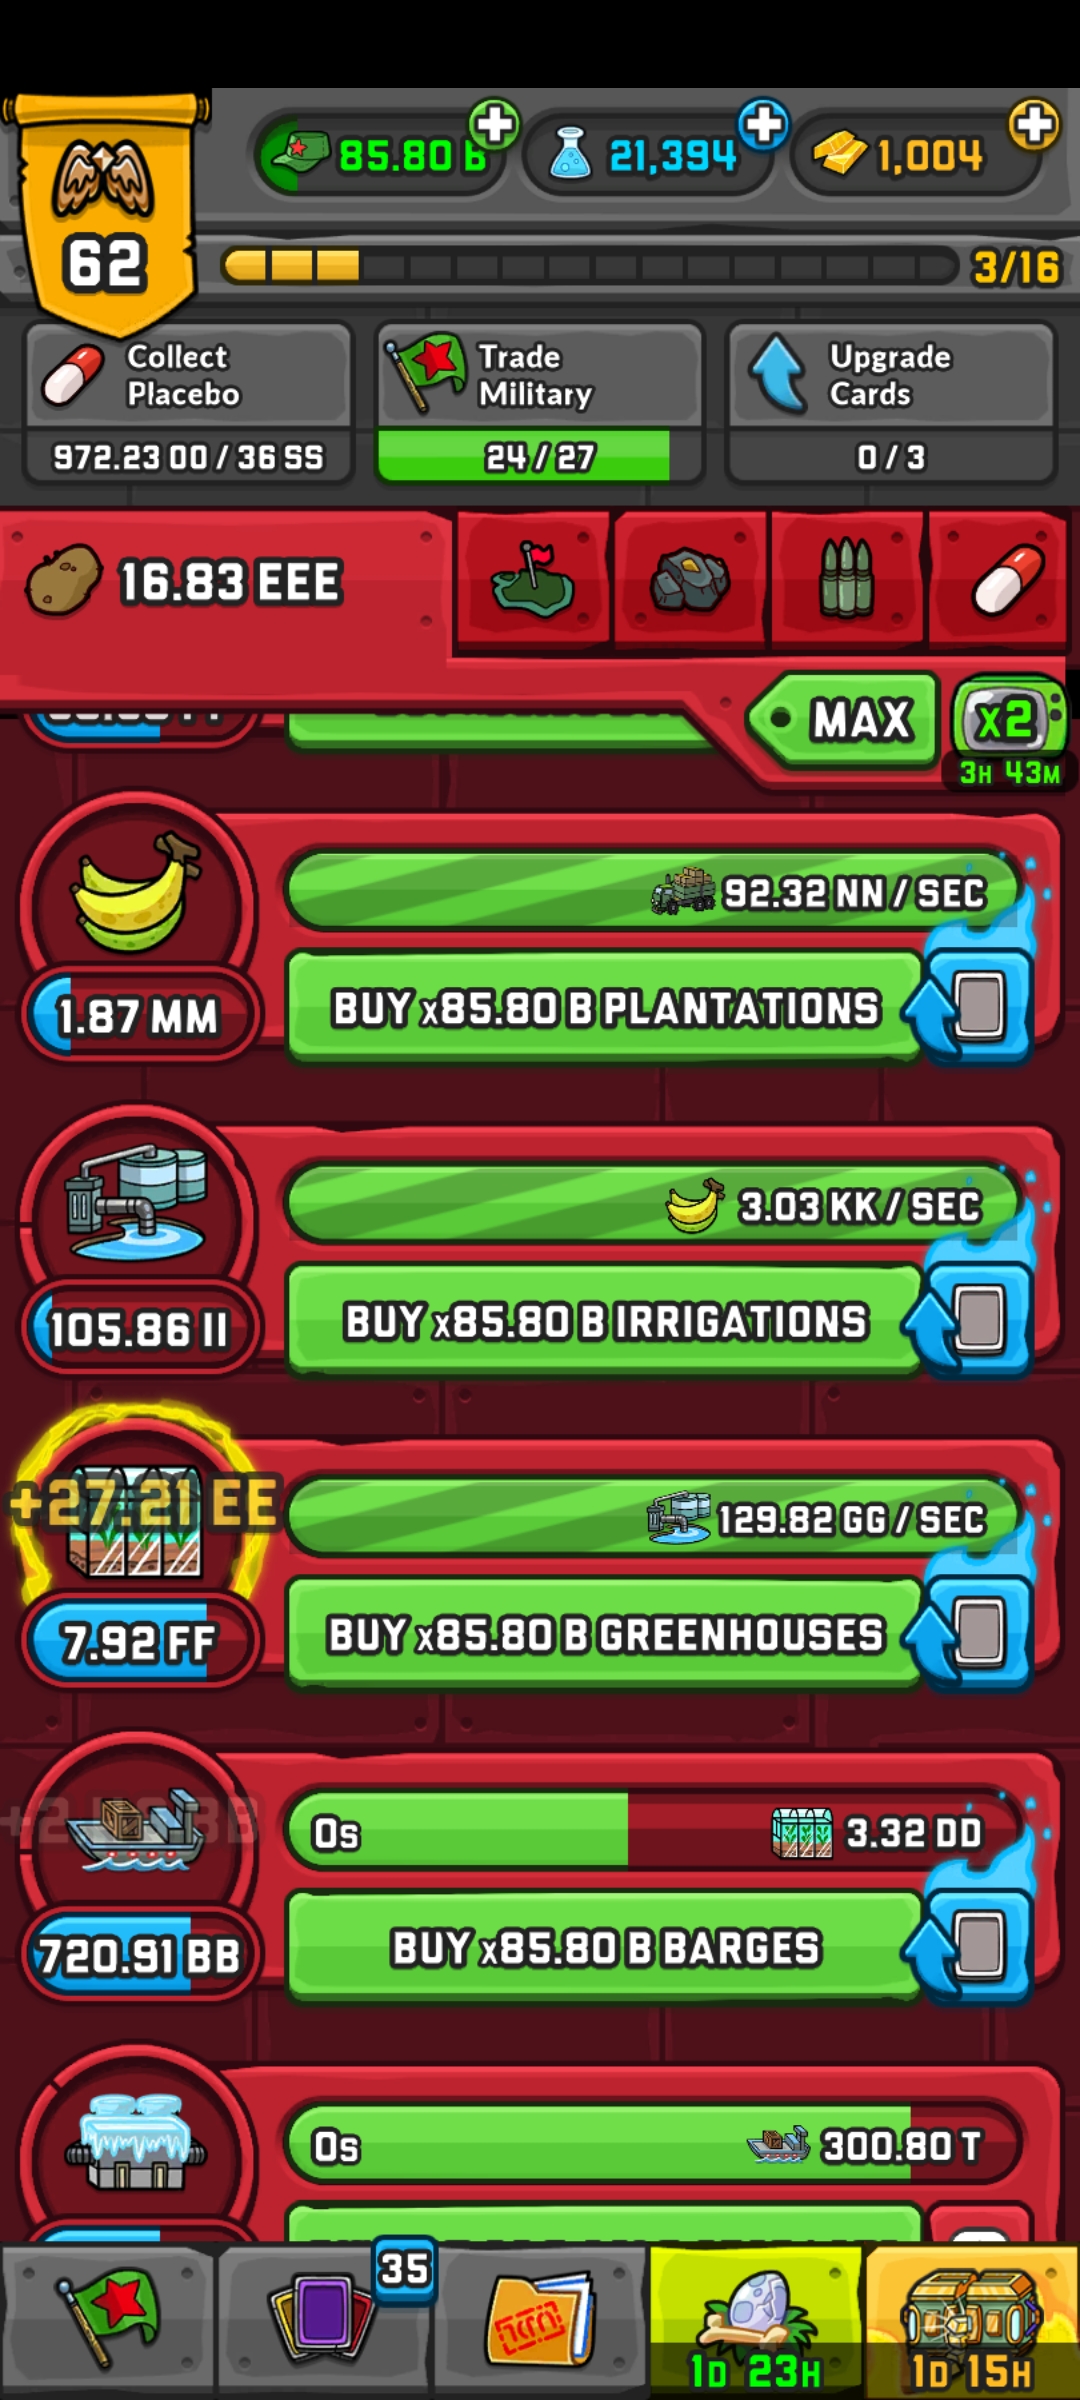 85.80 B
21,394
1,004
62
3/16
Collect
Placebo
972.23 OO / 36 SS
Trade
Military
24 / 27
Upgrade
Cards
0 / 3
16.83 EEE
MAX
x2
3H 43M
92.32 NN / SEC
1.87 MM
BUY x85.80 B PLANTATIONS
3.03 KK / SEC
105.86 II
BUY x85.80 B IRRIGATIONS
+27.21 EE
129.82 GG / SEC
7.92 FF
BUY x85.80 B GREENHOUSES
0s
3.32 DD
720.91 BB
BUY x85.80 B BARGES
0s
300.80 T
35
1D 23H
1D 15H